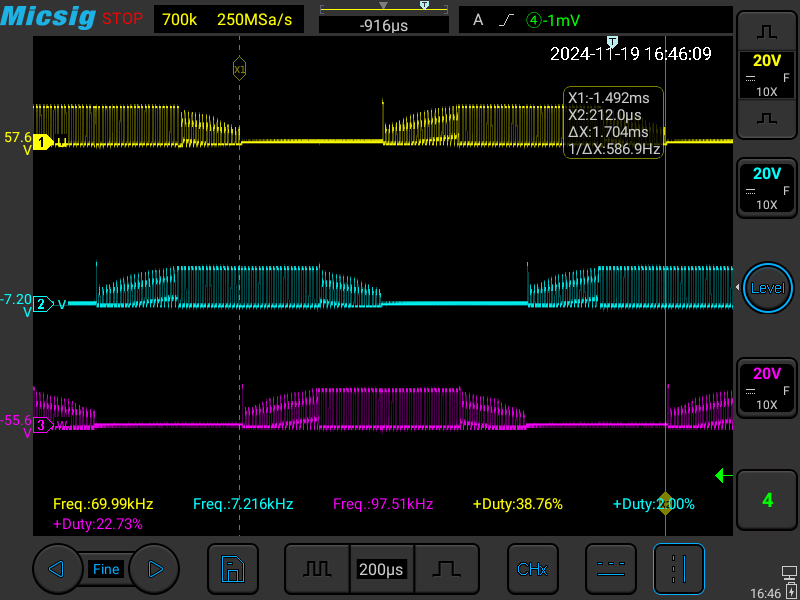 Micsig STOP 700k 250MSa/s -916µs A 4 -1mV
T
2024-11-19 16:46:09
20V
F
10X
X1
X1:-1.492ms
X2:212.0µs
ΔX:1.704ms
1/ΔX:586.9Hz
57.6
V
1 U
20V
F
10X
-7.20
V
2 V
Level
20V
F
10X
-55.6
V
3 W
4
Freq.:69.99kHz Freq.:7.216kHz Freq.:97.51kHz +Duty:38.76% +Duty:2.00%
+Duty:22.73%
Fine 200µs CHx
16:46